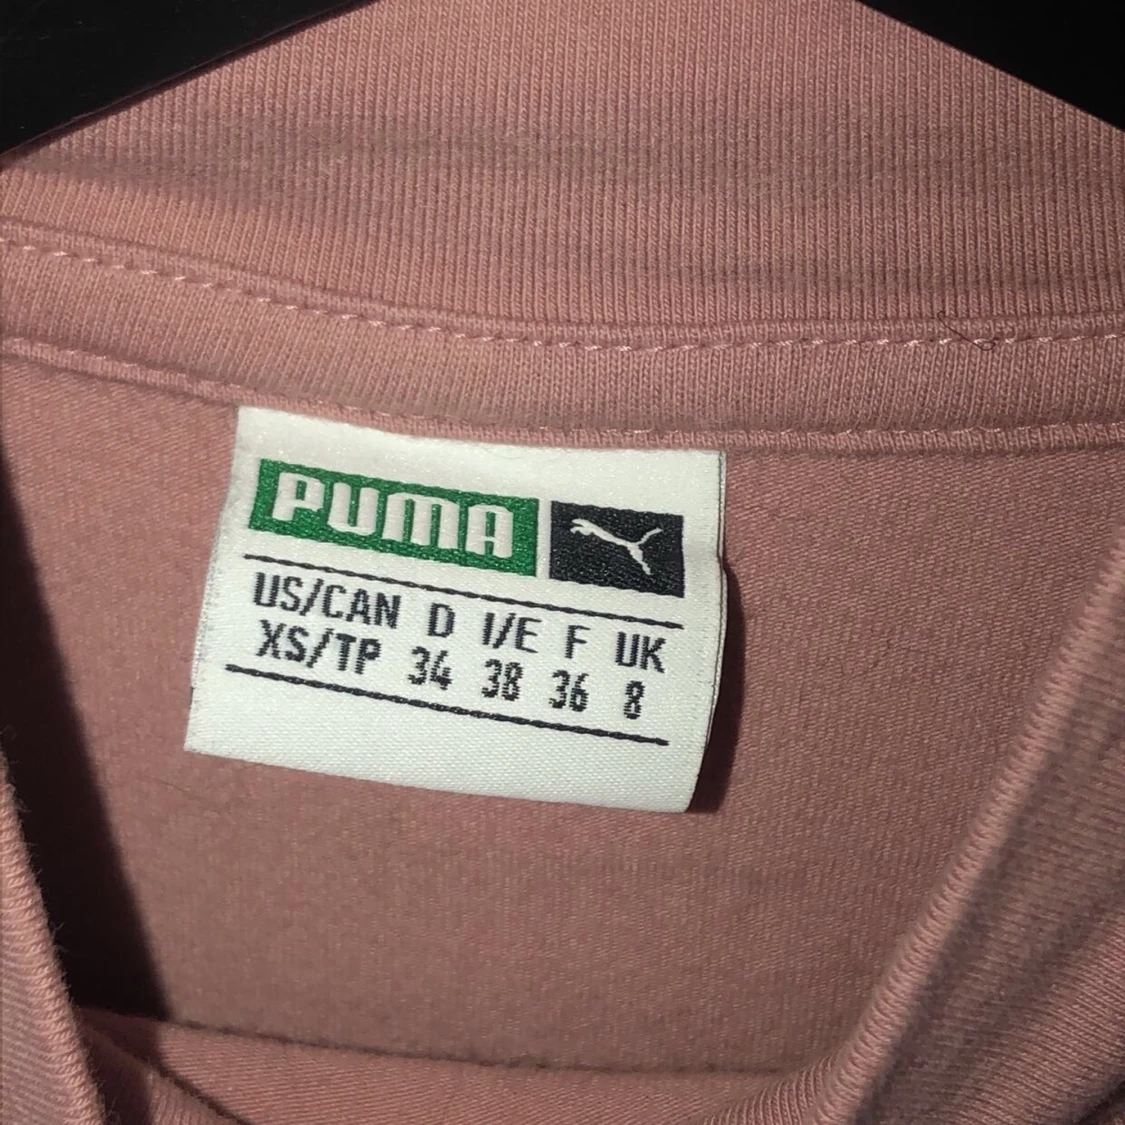 PUMA
US/CAN D I/E F UK
XS/TP 34 38 36 8